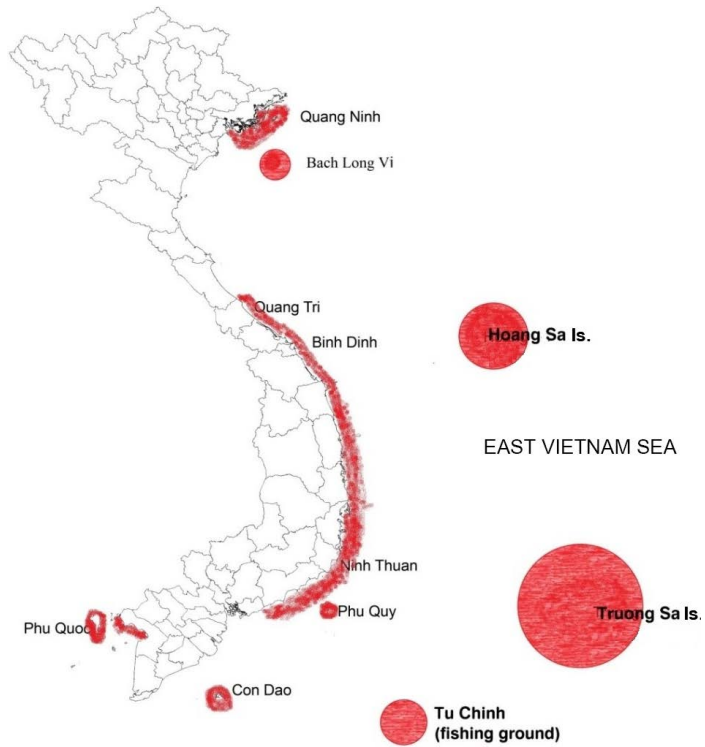 Quang Ninh
Bach Long Vi
Quang Tri
Hoang Sa Is.
Binh Dinh
EAST VIETNAM SEA
Ninh Thuan
Phu Quy
Truong Sa Is.
Phu Quoc
Con Dao
Tu Chinh
(fishing ground)